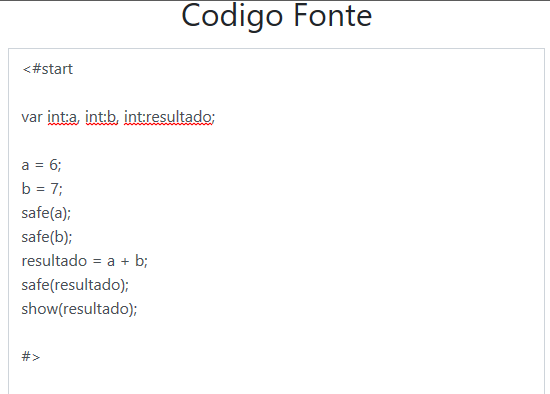 Codigo Fonte
<#start
var int:a, int:b, int:resultado;
a = 6;
b = 7;
safe(a);
safe(b);
resultado = a + b;
safe(resultado);
show(resultado);
#>